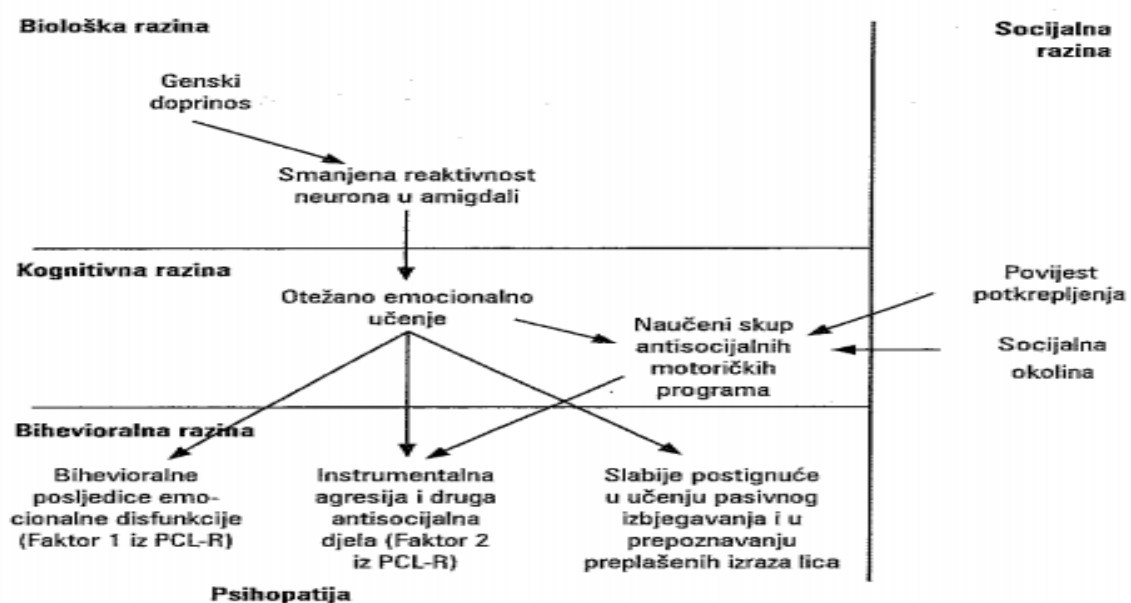 Biološka razina
Socijalna
razina
Genski
doprinos
Smanjena reaktivnost
neurona u amigdali
Kognitivna razina
Otežano emocionalno
učenje
Naučeni skup
antisocijalnih
motoričkih
programa
Povijest
potkrepljenja
Socijalna
okolina
Bihevioralna razina
Bihevioralne
posljedice emo-
cionalne disfunkcije
(Faktor 1 iz PCL-R)
Instrumentalna
agresija i druga
antisocijalna
djela (Faktor 2
iz PCL-R)
Slabije postignuće
u učenju pasivnog
izbjegavanja i u
prepoznavanju
preplašenih izraza lica
Psihopatija